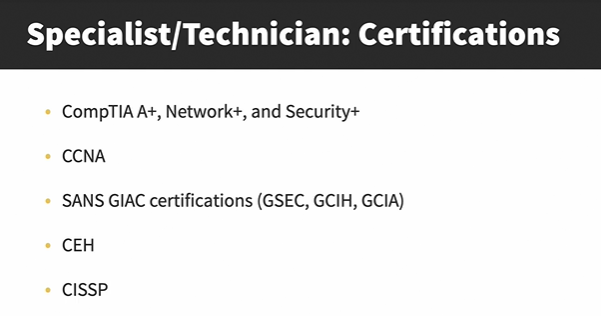 Specialist/Technician: Certifications
• CompTIA A+, Network+, and Security+
• CCNA
• SANS GIAC certifications (GSEC, GCIH, GCIA)
• CEH
• CISSP